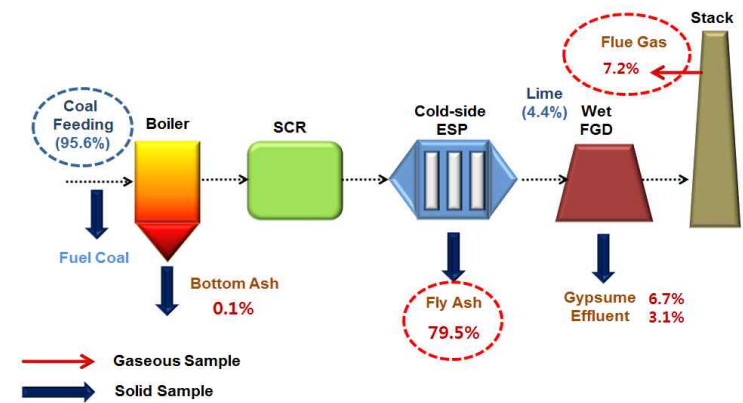 Stack
Flue Gas
7.2%
Coal
Feeding
(95.6%)
Boiler
SCR
Cold-side
ESP
Lime
(4.4%)
Wet
FGD
Fuel Coal
Bottom Ash
0.1%
Fly Ash
79.5%
Gypsume 6.7%
Effluent 3.1%
Gaseous Sample
Solid Sample